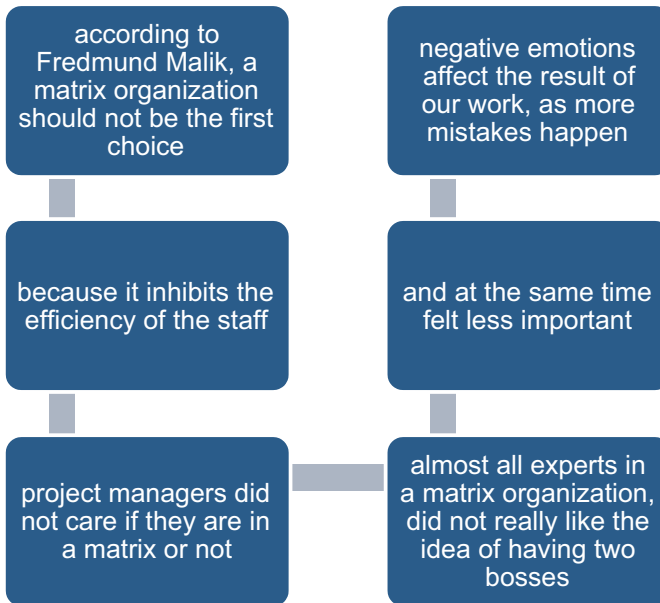 according to
Fredmund Malik, a
matrix organization
should not be the first
choice
because it inhibits the
efficiency of the staff
project managers did
not care if they are in
a matrix or not
almost all experts in
a matrix organization,
did not really like the
idea of having two
bosses
and at the same time
felt less important
negative emotions
affect the result of
our work, as more
mistakes happen